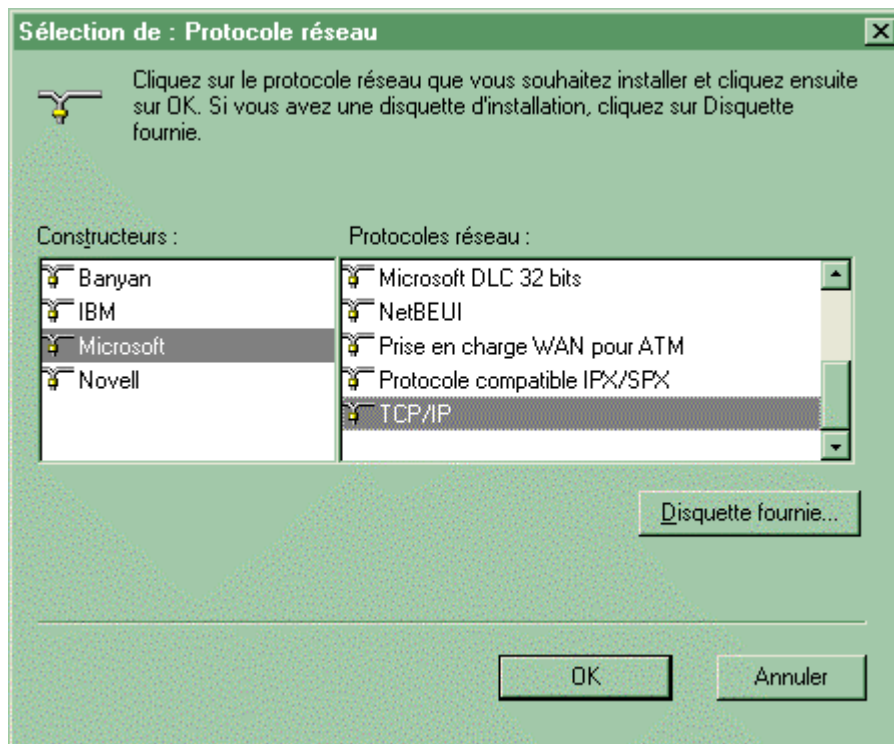 Sélection de : Protocole réseau
Cliquez sur le protocole réseau que vous souhaitez installer et cliquez ensuite
sur OK. Si vous avez une disquette d'installation, cliquez sur Disquette
fournie.
Constructeurs :
Banyan
IBM
Microsoft
Novell
Protocoles réseau :
Microsoft DLC 32 bits
NetBEUI
Prise en charge WAN pour ATM
Protocole compatible IPX/SPX
TCP/IP
Disquette fournie...
OK
Annuler